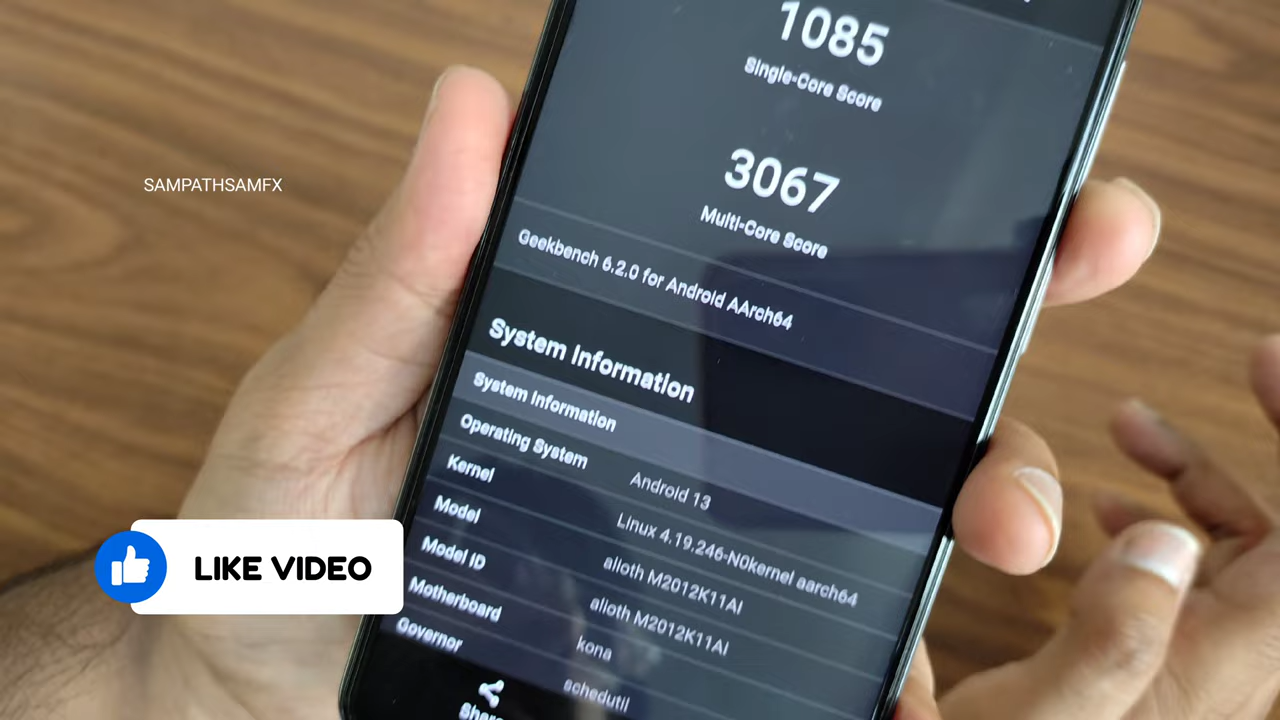 1085
Single-Core Score
3067
Multi-Core Score
Geekbench 6.2.0 for Android AArch64
System Information
System Information
Operating System Android 13
Kernel Linux 4.19.246-N0kernel aarch64
Model alioth M2012K11AI
Model ID alioth M2012K11AI
Motherboard kona
Governor schedutil
Share
SAMPATHSAMFX
LIKE VIDEO